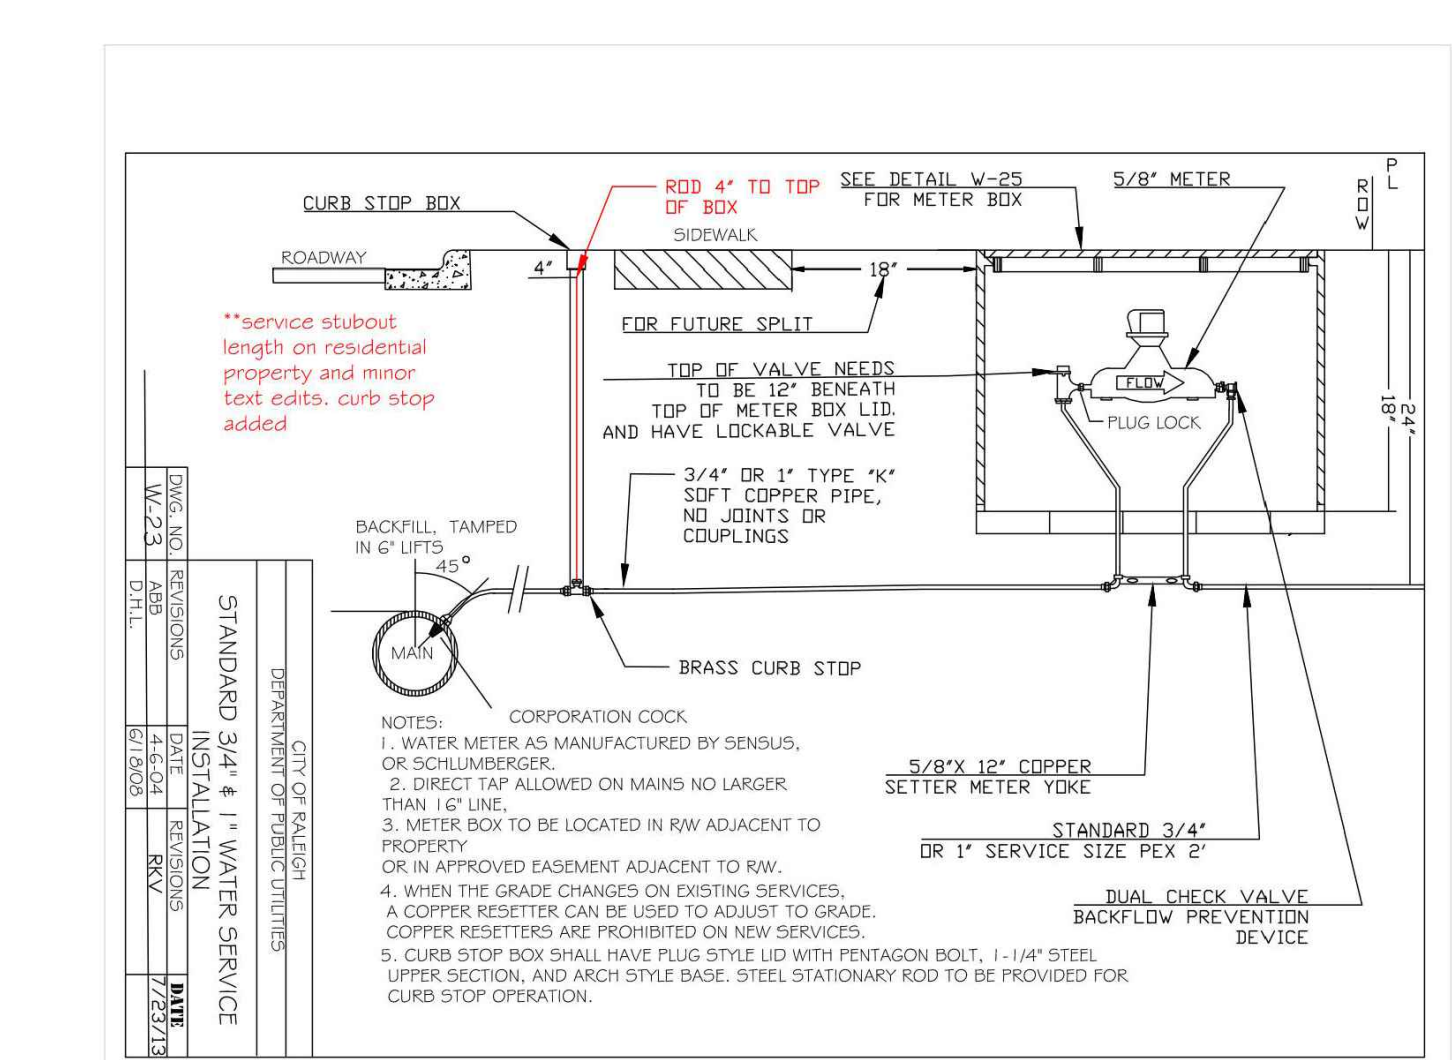 CURB STOP BOX
ROD 4" TO TOP
OF BOX
SEE DETAIL W-25
FOR METER BOX
5/8" METER
P
L
R
O
W
SIDEWALK
ROADWAY
4"
18"
**service stubout
length on residential
property and minor
text edits. curb stop
added
FOR FUTURE SPLIT
TOP OF VALVE NEEDS
TO BE 12" BENEATH
TOP OF METER BOX LID.
AND HAVE LOCKABLE VALVE
FLOW
PLUG LOCK
18"
24"
3/4" OR 1" TYPE "K"
SOFT COPPER PIPE,
NO JOINTS OR
COUPLINGS
BACKFILL, TAMPED
IN 6" LIFTS
45°
MAIN
BRASS CURB STOP
CORPORATION COCK
NOTES:
1. WATER METER AS MANUFACTURED BY SENSUS,
OR SCHLUMBERGER.
2. DIRECT TAP ALLOWED ON MAINS NO LARGER
THAN 16" LINE,
3. METER BOX TO BE LOCATED IN R/W ADJACENT TO
PROPERTY
OR IN APPROVED EASEMENT ADJACENT TO R/W.
4. WHEN THE GRADE CHANGES ON EXISTING SERVICES,
A COPPER RESETTER CAN BE USED TO ADJUST TO GRADE.
COPPER RESETTERS ARE PROHIBITED ON NEW SERVICES.
5. CURB STOP BOX SHALL HAVE PLUG STYLE LID WITH PENTAGON BOLT, 1-1/4" STEEL
UPPER SECTION, AND ARCH STYLE BASE. STEEL STATIONARY ROD TO BE PROVIDED FOR
CURB STOP OPERATION.
5/8"X 12" COPPER
SETTER METER YOKE
STANDARD 3/4"
OR 1" SERVICE SIZE PEX 2'
DUAL CHECK VALVE
BACKFLOW PREVENTION
DEVICE
CITY OF RALEIGH
DEPARTMENT OF PUBLIC UTILITIES
STANDARD 3/4" & 1" WATER SERVICE
INSTALLATION
DWG. NO. REVISIONS DATE REVISIONS DATE
W-23 ABB 4-6-04 RKV 7/23/13
D.H.L. 6/18/08